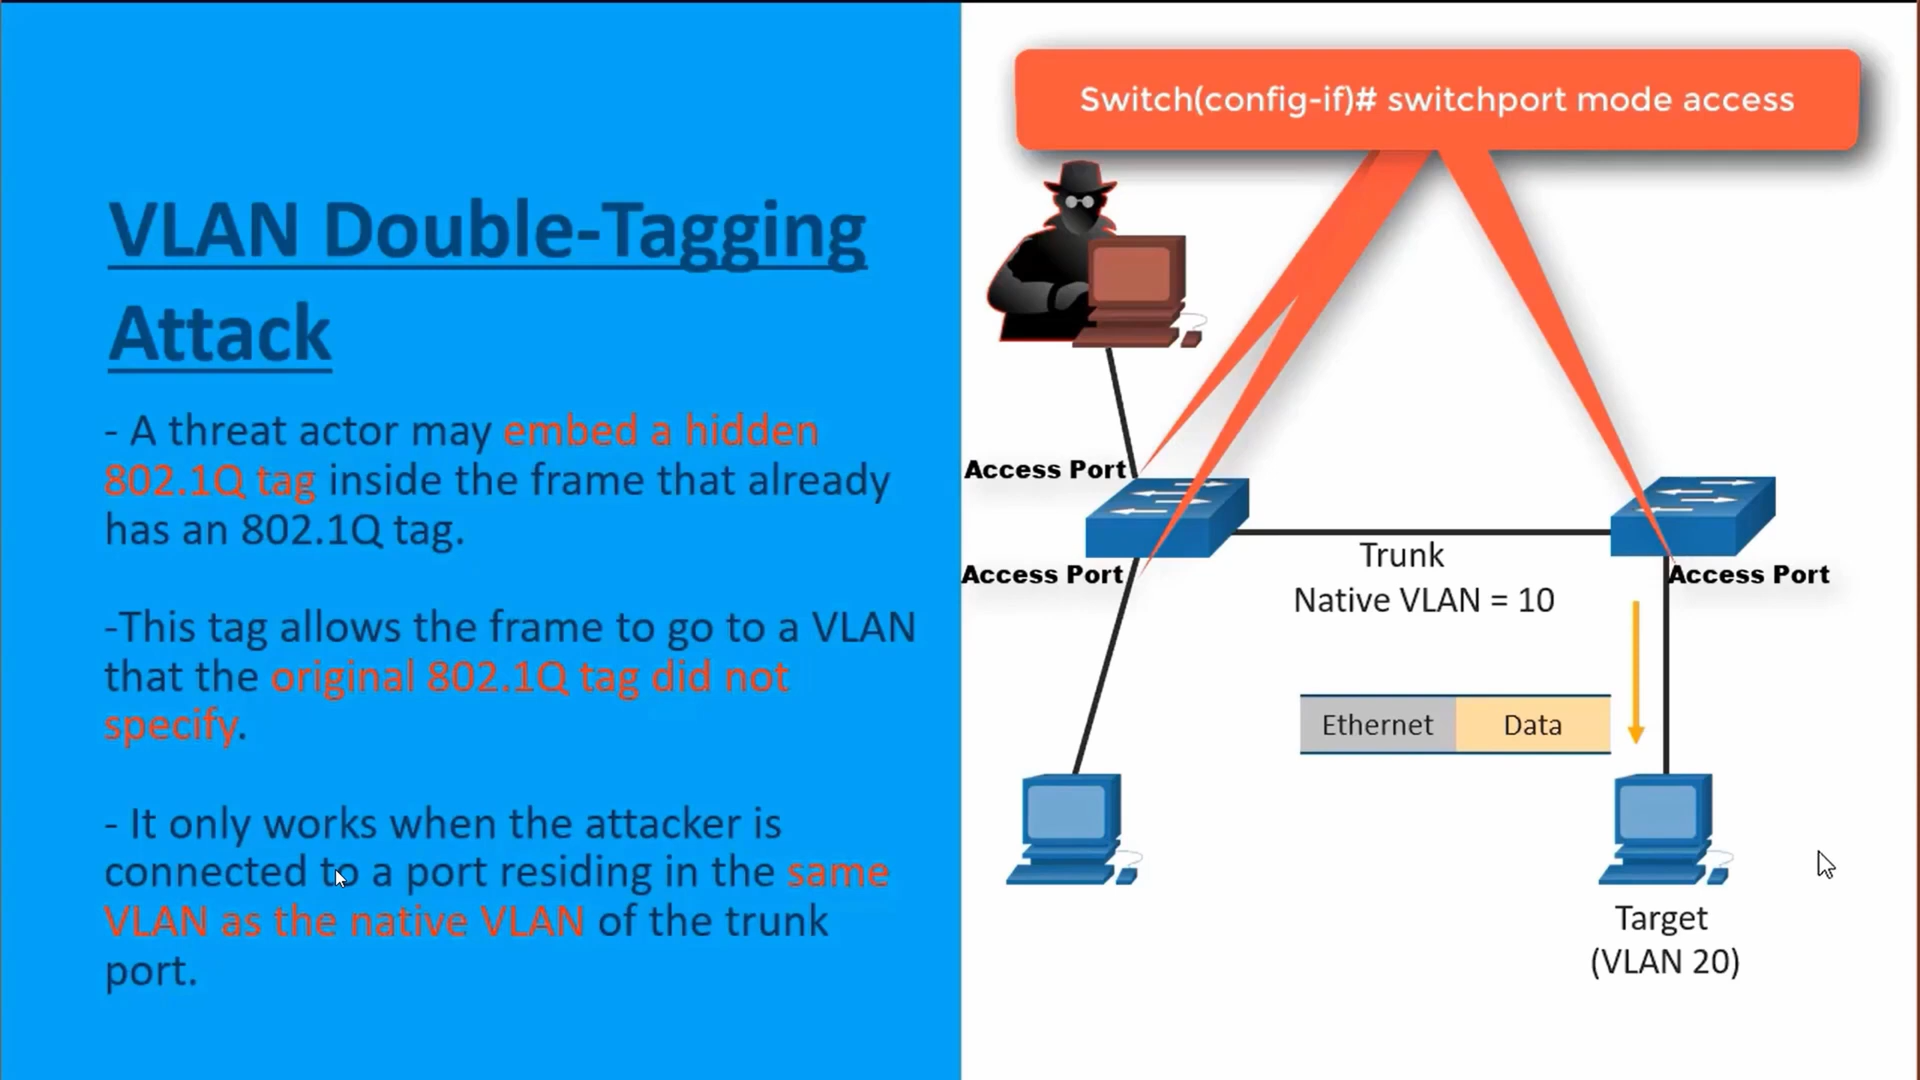 VLAN Double-Tagging
Attack
- A threat actor may embed a hidden
802.1Q tag inside the frame that already
has an 802.1Q tag.
-This tag allows the frame to go to a VLAN
that the original 802.1Q tag did not
specify.
- It only works when the attacker is
connected to a port residing in the same
VLAN as the native VLAN of the trunk
port.
Switch(config-if)# switchport mode access
Access Port
Access Port
Trunk
Native VLAN = 10
Access Port
Ethernet
Data
Target
(VLAN 20)